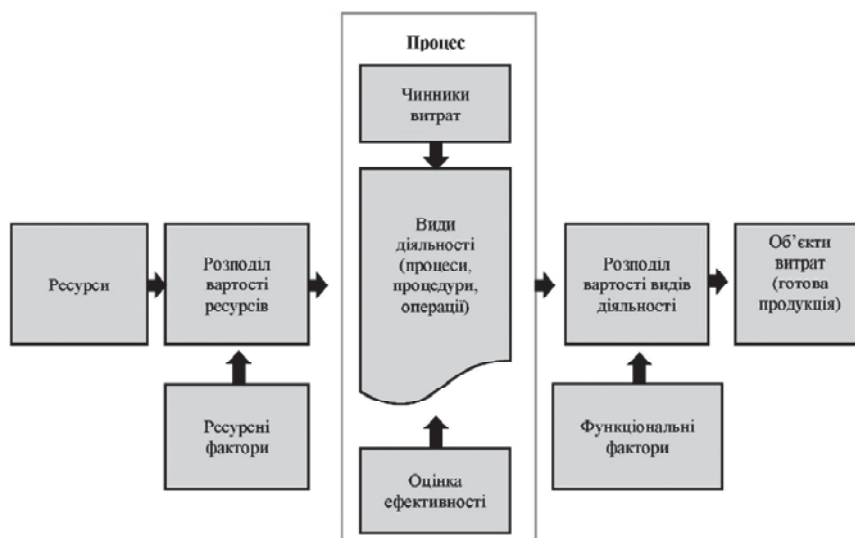 Процес
Чинники
витрат
Види
діяльності
(процеси,
процедури,
операції)
Ресурси
Розподіл
вартості
ресурсів
Розподіл
вартості видів
діяльності
Об’єкти
витрат
(готова
продукція)
Ресурсні
фактори
Функціональні
фактори
Оцінка
ефективності